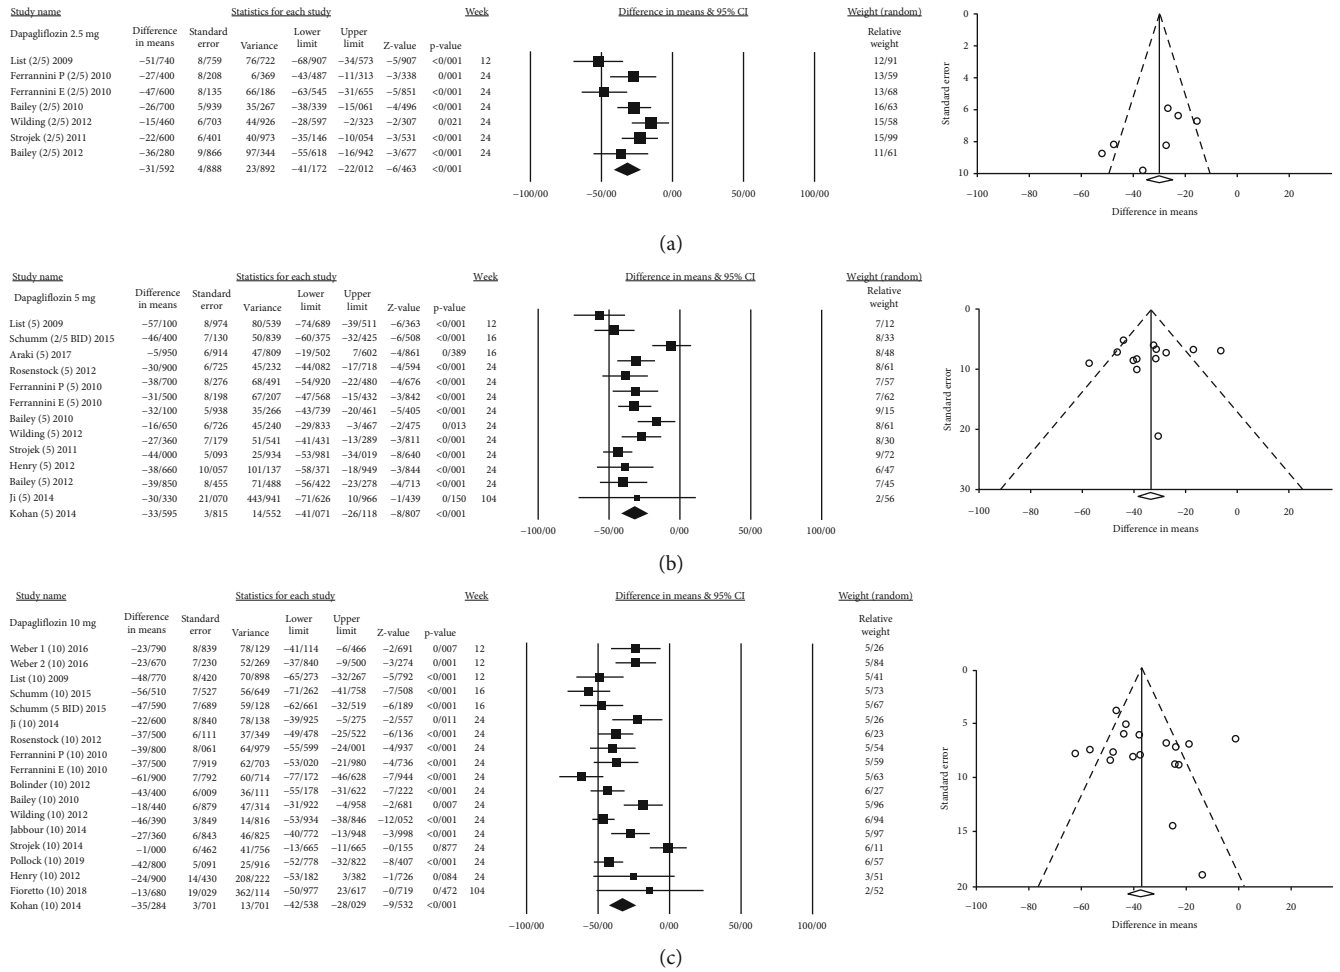 Study name Statistics for each study Week Difference in means & 95% CI Weight (random)
Dapagliflozin 2.5 mg Difference in means Standard error Variance Lower limit Upper limit Z-value p-value Relative weight
List (2/5) 2009 −51/740 8/759 76/722 −68/907 −34/573 −5/907 <0/001 12 12/91
Ferrannini P (2/5) 2010 −27/400 8/208 6/369 −43/487 −11/313 −3/338 0/001 24 13/59
Ferrannini E (2/5) 2010 −47/600 8/135 66/186 −63/545 −31/655 −5/851 <0/001 24 13/68
Bailey (2/5) 2010 −26/700 5/939 35/267 −38/339 −15/061 −4/496 <0/001 24 16/63
Wilding (2/5) 2012 −15/460 6/703 44/926 −28/597 −2/323 −2/307 0/021 24 15/58
Strojek (2/5) 2011 −22/600 6/401 40/973 −35/146 −10/054 −3/531 <0/001 24 15/99
Bailey (2/5) 2012 −36/280 9/866 97/344 −55/618 −16/942 −3/677 <0/001 24 11/61
−31/592 4/888 23/892 −41/172 −22/012 −6/463 <0/001
−100/00 −50/00 0/00 50/00 100/00
Standard error
0
2
4
6
8
10
−100 −80 −60 −40 −20 0 20
Difference in means
(a)
Study name Statistics for each study Week Difference in means & 95% CI Weight (random)
Dapagliflozin 5 mg Difference in means Standard error Variance Lower limit Upper limit Z-value p-value Relative weight
List (5) 2009 −57/100 8/974 80/539 −74/689 −39/511 −6/363 <0/001 12 7/12
Schumm (2/5 BID) 2015 −46/400 7/130 50/839 −60/375 −32/425 −6/508 <0/001 16 8/33
Araki (5) 2017 −5/950 6/914 47/809 −19/502 7/602 −4/861 0/389 16 8/48
Rosenstock (5) 2012 −30/900 6/725 45/232 −44/082 −17/718 −4/594 <0/001 24 8/61
Ferrannini P (5) 2010 −38/700 8/276 68/491 −54/920 −22/480 −4/676 <0/001 24 7/57
Ferrannini E (5) 2010 −31/500 8/198 67/207 −47/568 −15/432 −3/842 <0/001 24 7/62
Bailey (5) 2010 −32/100 5/938 35/266 −43/739 −20/461 −5/405 <0/001 24 9/15
Wilding (5) 2012 −16/650 6/726 45/240 −29/833 −3/467 −2/475 0/013 24 8/61
Strojek (5) 2011 −27/360 7/179 51/541 −41/431 −13/289 −3/811 <0/001 24 8/30
Henry (5) 2012 −44/000 5/093 25/934 −53/981 −34/019 −8/640 <0/001 24 9/72
Bailey (5) 2012 −38/660 10/057 101/137 −58/371 −18/949 −3/844 <0/001 24 6/47
Ji (5) 2014 −39/850 8/455 71/488 −56/422 −23/278 −4/713 <0/001 24 7/45
Kohan (5) 2014 −30/330 21/070 443/941 −71/626 10/966 −1/439 0/150 104 2/56
−33/595 3/815 14/552 −41/071 −26/118 −8/807 <0/001
−100/00 −50/00 0/00 50/00 100/00
Standard error
0
10
20
30
−100 −80 −60 −40 −20 0 20
Difference in means
(b)
Study name Statistics for each study Week Difference in means & 95% CI Weight (random)
Dapagliflozin 10 mg Difference in means Standard error Variance Lower limit Upper limit Z-value p-value Relative weight
Weber 1 (10) 2016 −23/790 8/839 78/129 −41/114 −6/466 −2/691 0/007 12 5/26
Weber 2 (10) 2016 −23/670 7/230 52/269 −37/840 −9/500 −3/274 0/001 12 5/84
List (10) 2009 −48/770 8/420 70/898 −65/273 −32/267 −5/792 <0/001 12 5/41
Schumm (10) 2015 −56/510 7/527 56/649 −71/262 −41/758 −7/508 <0/001 16 5/73
Schumm (5 BID) 2015 −47/590 7/689 59/128 −62/661 −32/519 −6/189 <0/001 16 5/67
Ji (10) 2014 −22/600 8/840 78/138 −39/925 −5/275 −2/557 0/011 24 5/26
Rosenstock (10) 2012 −37/500 6/111 37/349 −49/478 −25/522 −6/136 <0/001 24 6/23
Ferrannini P (10) 2010 −39/800 8/061 64/979 −55/599 −24/001 −4/937 <0/001 24 5/54
Ferrannini E (10) 2010 −37/500 7/919 62/703 −53/020 −21/980 −4/736 <0/001 24 5/59
Bolinder (10) 2012 −61/900 7/792 60/714 −77/172 −46/628 −7/944 <0/001 24 5/63
Bailey (10) 2010 −43/400 6/009 36/111 −55/178 −31/622 −7/222 <0/001 24 6/27
Wilding (10) 2012 −18/440 6/879 47/314 −31/922 −4/958 −2/681 0/007 24 5/96
Jabbour (10) 2014 −46/390 3/849 14/816 −53/934 −38/846 −12/052 <0/001 24 6/94
Strojek (10) 2014 −27/360 6/843 46/825 −40/772 −13/948 −3/998 <0/001 24 5/97
Pollock (10) 2019 −1/000 6/462 41/756 −13/665 −11/665 −0/155 0/877 24 6/11
Henry (10) 2012 −42/800 5/091 25/916 −52/778 −32/822 −8/407 <0/001 24 6/57
Fioretto (10) 2018 −24/900 14/430 208/222 −53/182 3/382 −1/726 0/084 24 3/51
Kohan (10) 2014 −13/680 19/029 362/114 −50/977 23/617 −0/719 0/472 104 2/52
−35/284 3/701 13/701 −42/538 −28/029 −9/532 <0/001
−100/00 −50/00 0/00 50/00 100/00
Standard error
0
5
10
15
20
−100 −80 −60 −40 −20 0 20
Difference in means
(c)